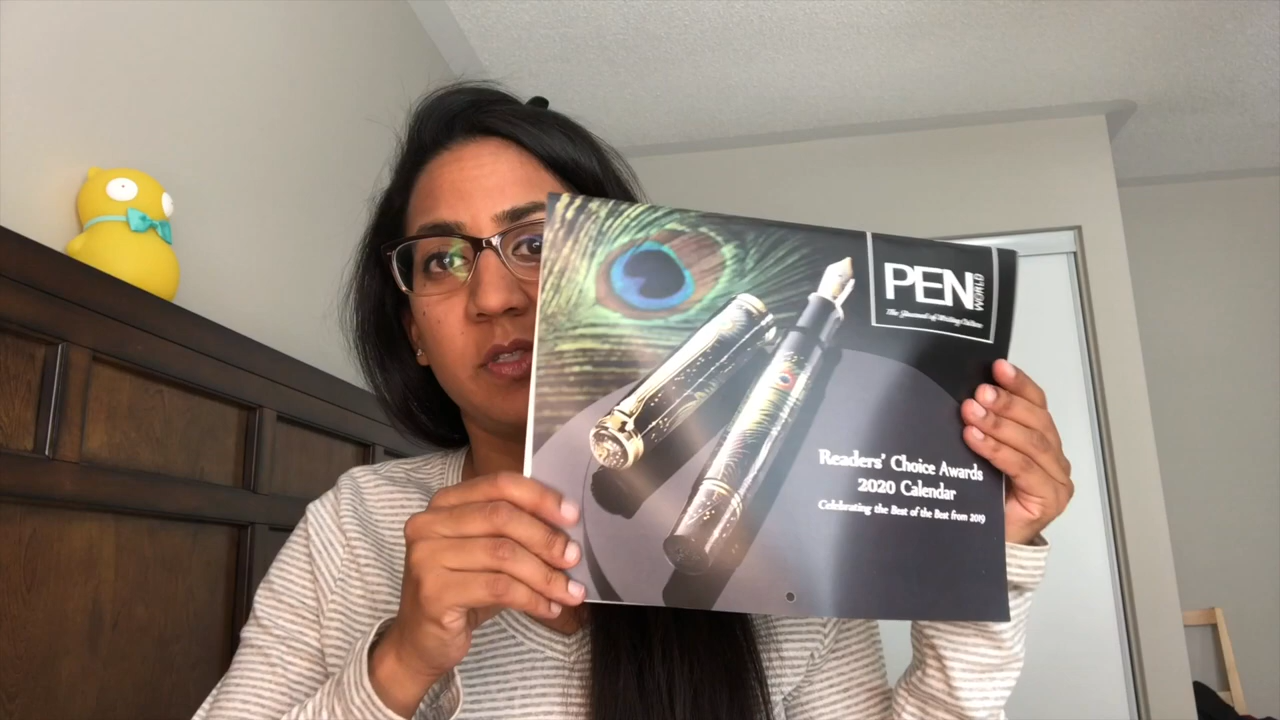 PEN WORLD
The Journal of Writing Culture
Readers' Choice Awards
2020 Calendar
Celebrating the Best of the Best from 2019